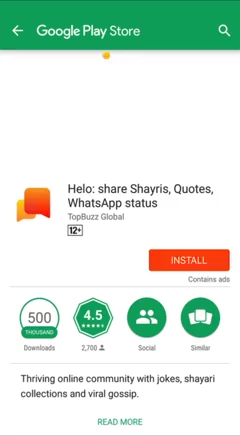 Google Play Store
Helo: share Shayris, Quotes,
WhatsApp status
TopBuzz Global
12+
INSTALL
Contains ads
500
THOUSAND
Downloads
4.5
2,700
Social
Similar
Thriving online community with jokes, shayari
collections and viral gossip.
READ MORE